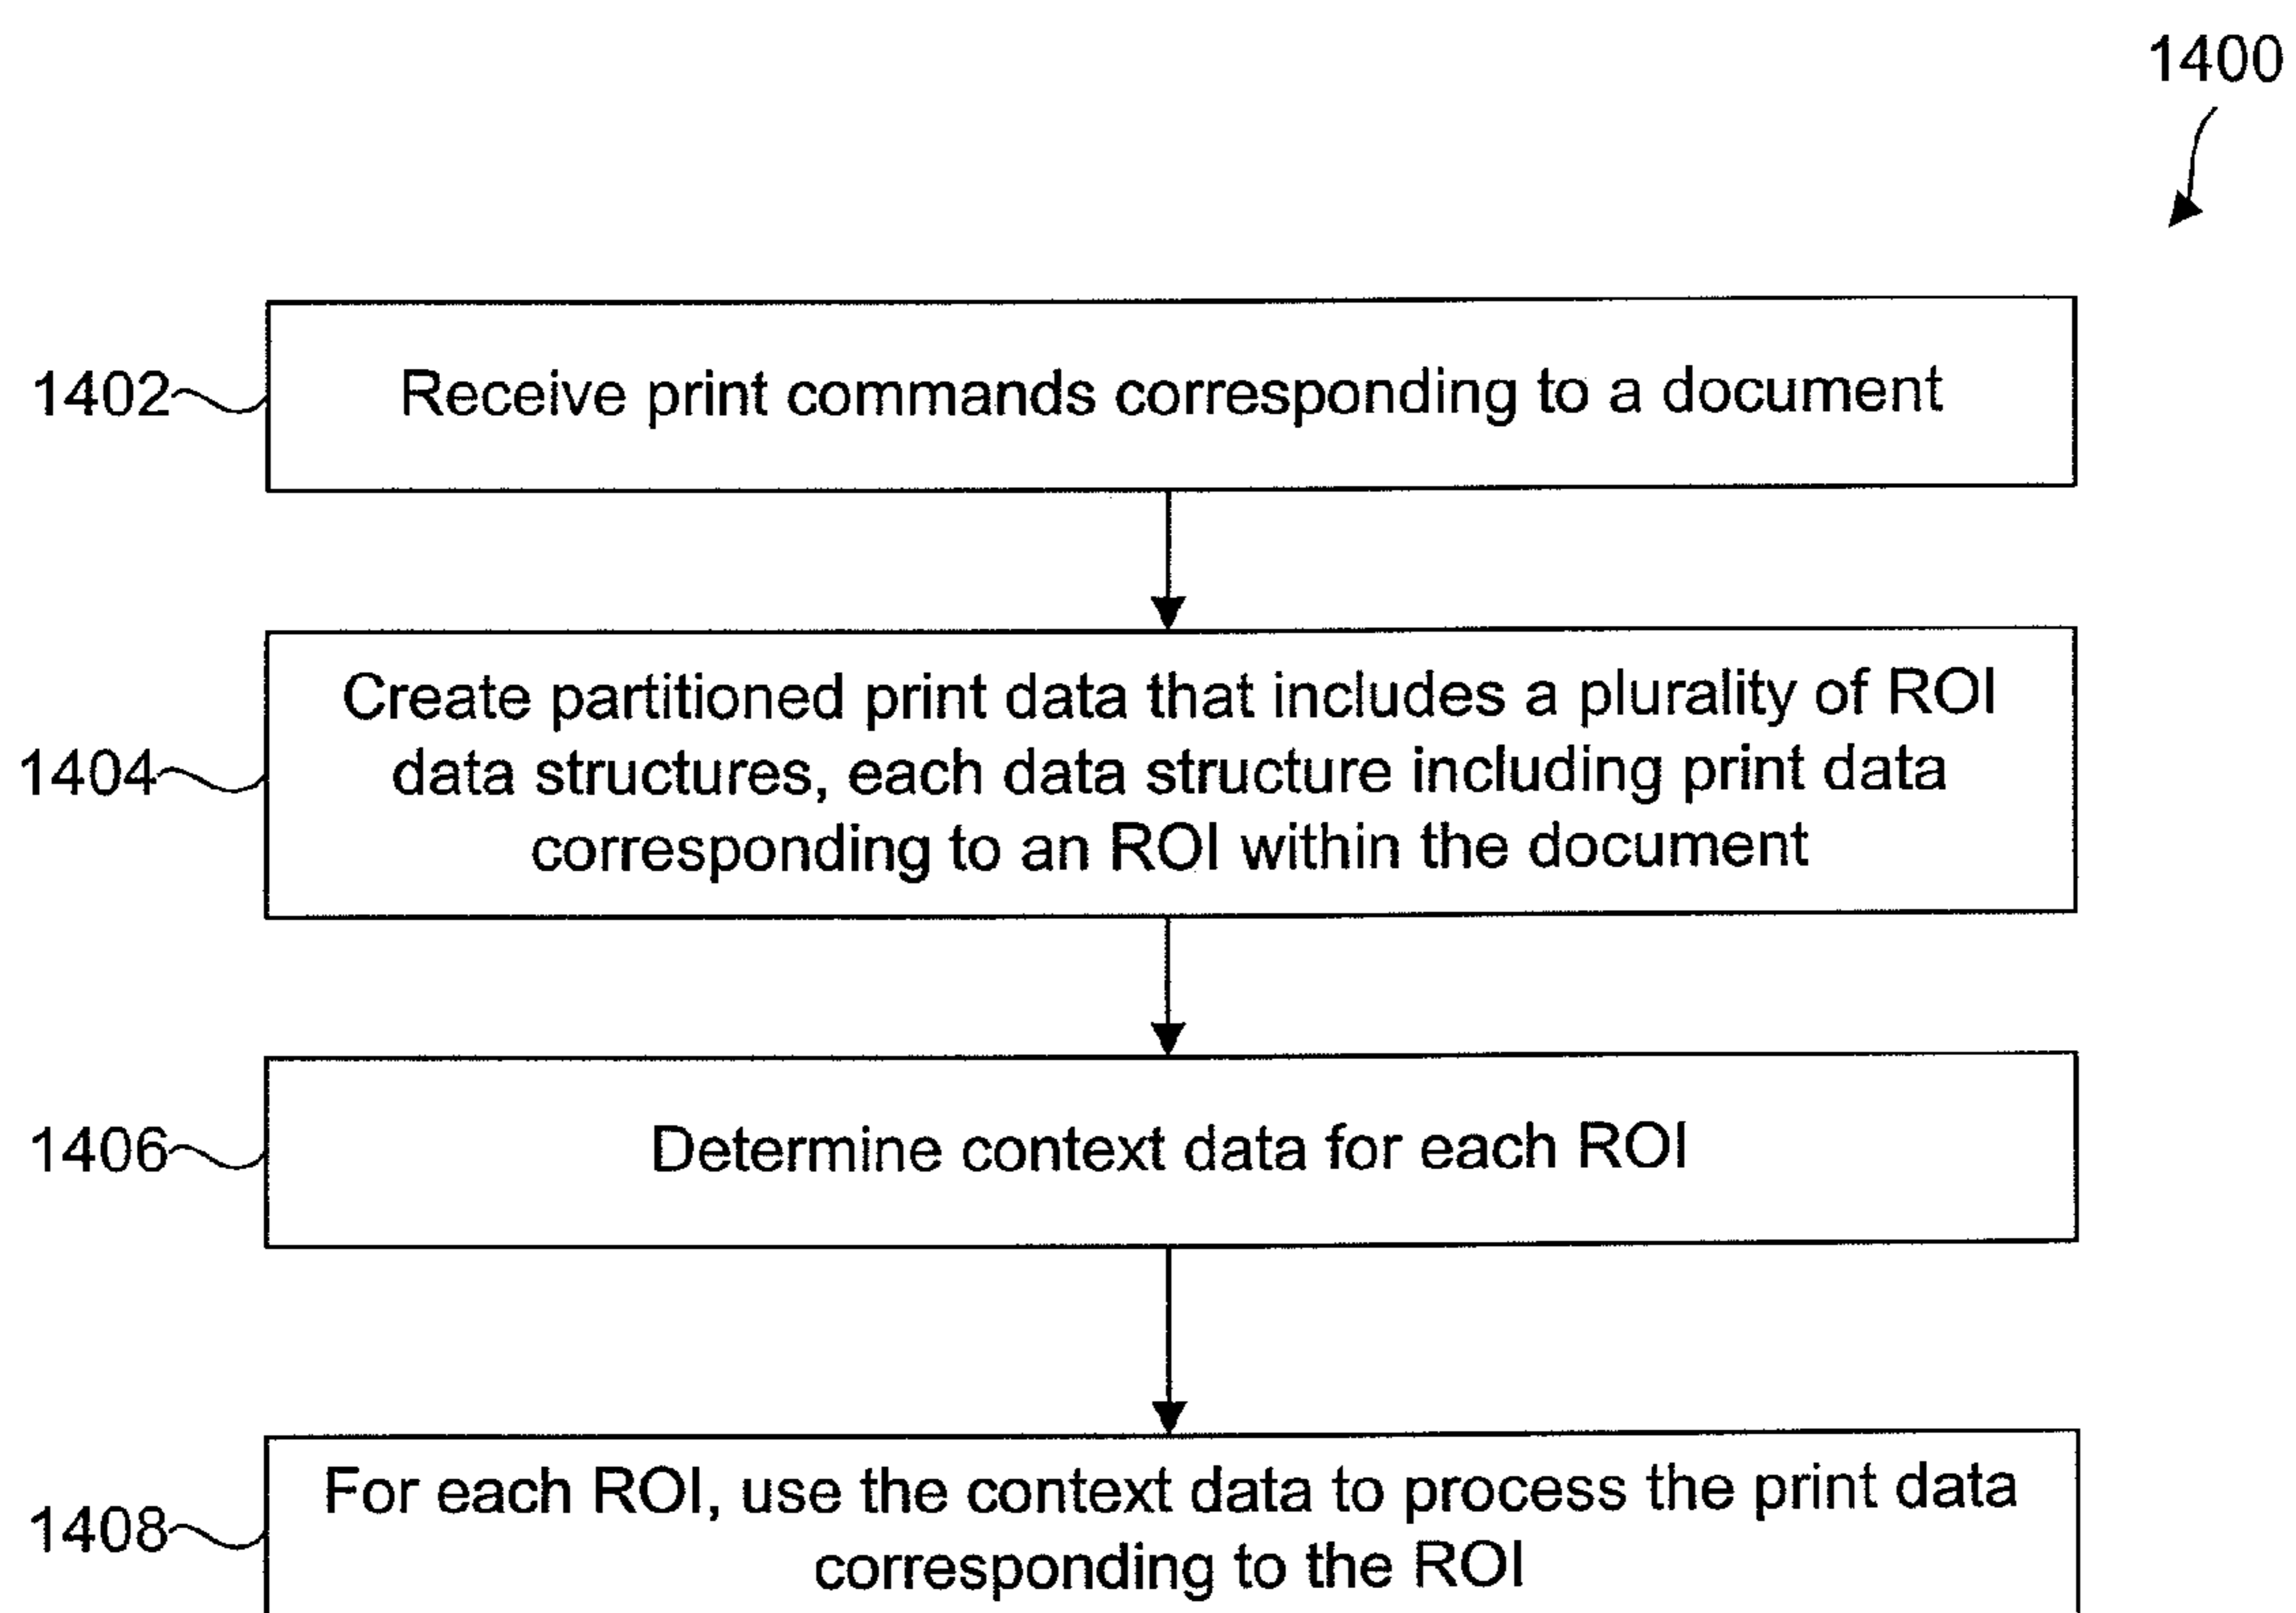 1400
1402
Receive print commands corresponding to a document
1404
Create partitioned print data that includes a plurality of ROI
data structures, each data structure including print data
corresponding to an ROI within the document
1406
Determine context data for each ROI
1408
For each ROI, use the context data to process the print data
corresponding to the ROI